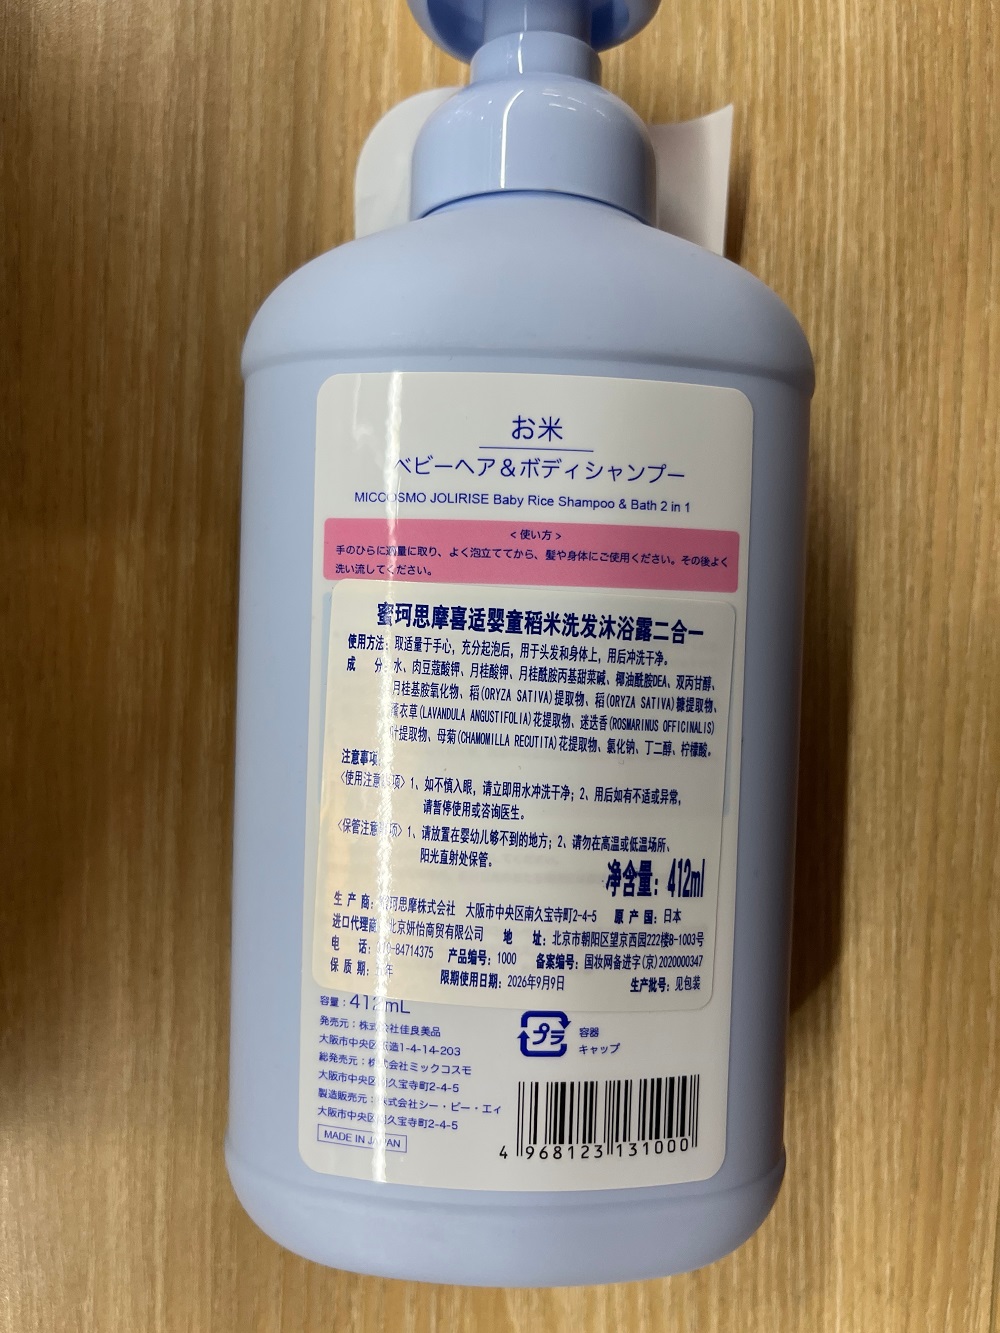 お米
ベビーヘア＆ボディシャンプー
MICCOSMO JOLIRISE Baby Rice Shampoo & Bath 2 in 1
＜使い方＞
手のひらに適量に取り、よく泡立ててから、髪や身体にご使用ください。その後よく
洗い流してください。
蜜珂思摩喜适婴童稻米洗发沐浴露二合一
使用方法：取适量于手心，充分起泡后，用于头发和身体上，用后冲洗干净。
成 分：水、肉豆蔻酸钾、月桂酸钾、月桂酰胺丙基甜菜碱、椰油酰胺DEA、双丙甘醇、
月桂基胺氧化物、稻(ORYZA SATIVA)提取物、稻(ORYZA SATIVA)糠提取物、
薰衣草(LAVANDULA ANGUSTIFOLIA)花提取物、迷迭香(ROSMARINUS OFFICINALIS)
叶提取物、母菊(CHAMOMILLA RECUTITA)花提取物、氯化钠、丁二醇、柠檬酸。
注意事项
〈使用注意事项〉1、如不慎入眼，请立即用水冲洗干净；2、用后如有不适或异常，
请暂停使用或咨询医生。
〈保管注意事项〉1、请放置在婴幼儿够不到的地方；2、请勿在高温或低温场所、
阳光直射处保管。
净含量：412ml
生 产 商：蜜珂思摩株式会社 大阪市中央区南久宝寺町2-4-5 原 产 国：日本
进口代理商：北京妍怡商贸有限公司 地 址：北京市朝阳区望京西园222楼8-1003号
电 话：010-84714375 产品编号：1000 备案编号：国妆网备进字(京)2020000347
保 质 期：年 限期使用日期：2026年9月9日 生产批号：见包装
容量：412mL
発売元：株式会社佳良美品
大阪市中央区瓦造1-4-14-203
総発売元：株式会社ミックコスモ
大阪市中央区南久宝寺町2-4-5
製造販売元：株式会社シー・ビー・エィ
大阪市中央区南久宝寺町2-4-5
MADE IN JAPAN
プラ
容器
キャップ
4 968123 131000